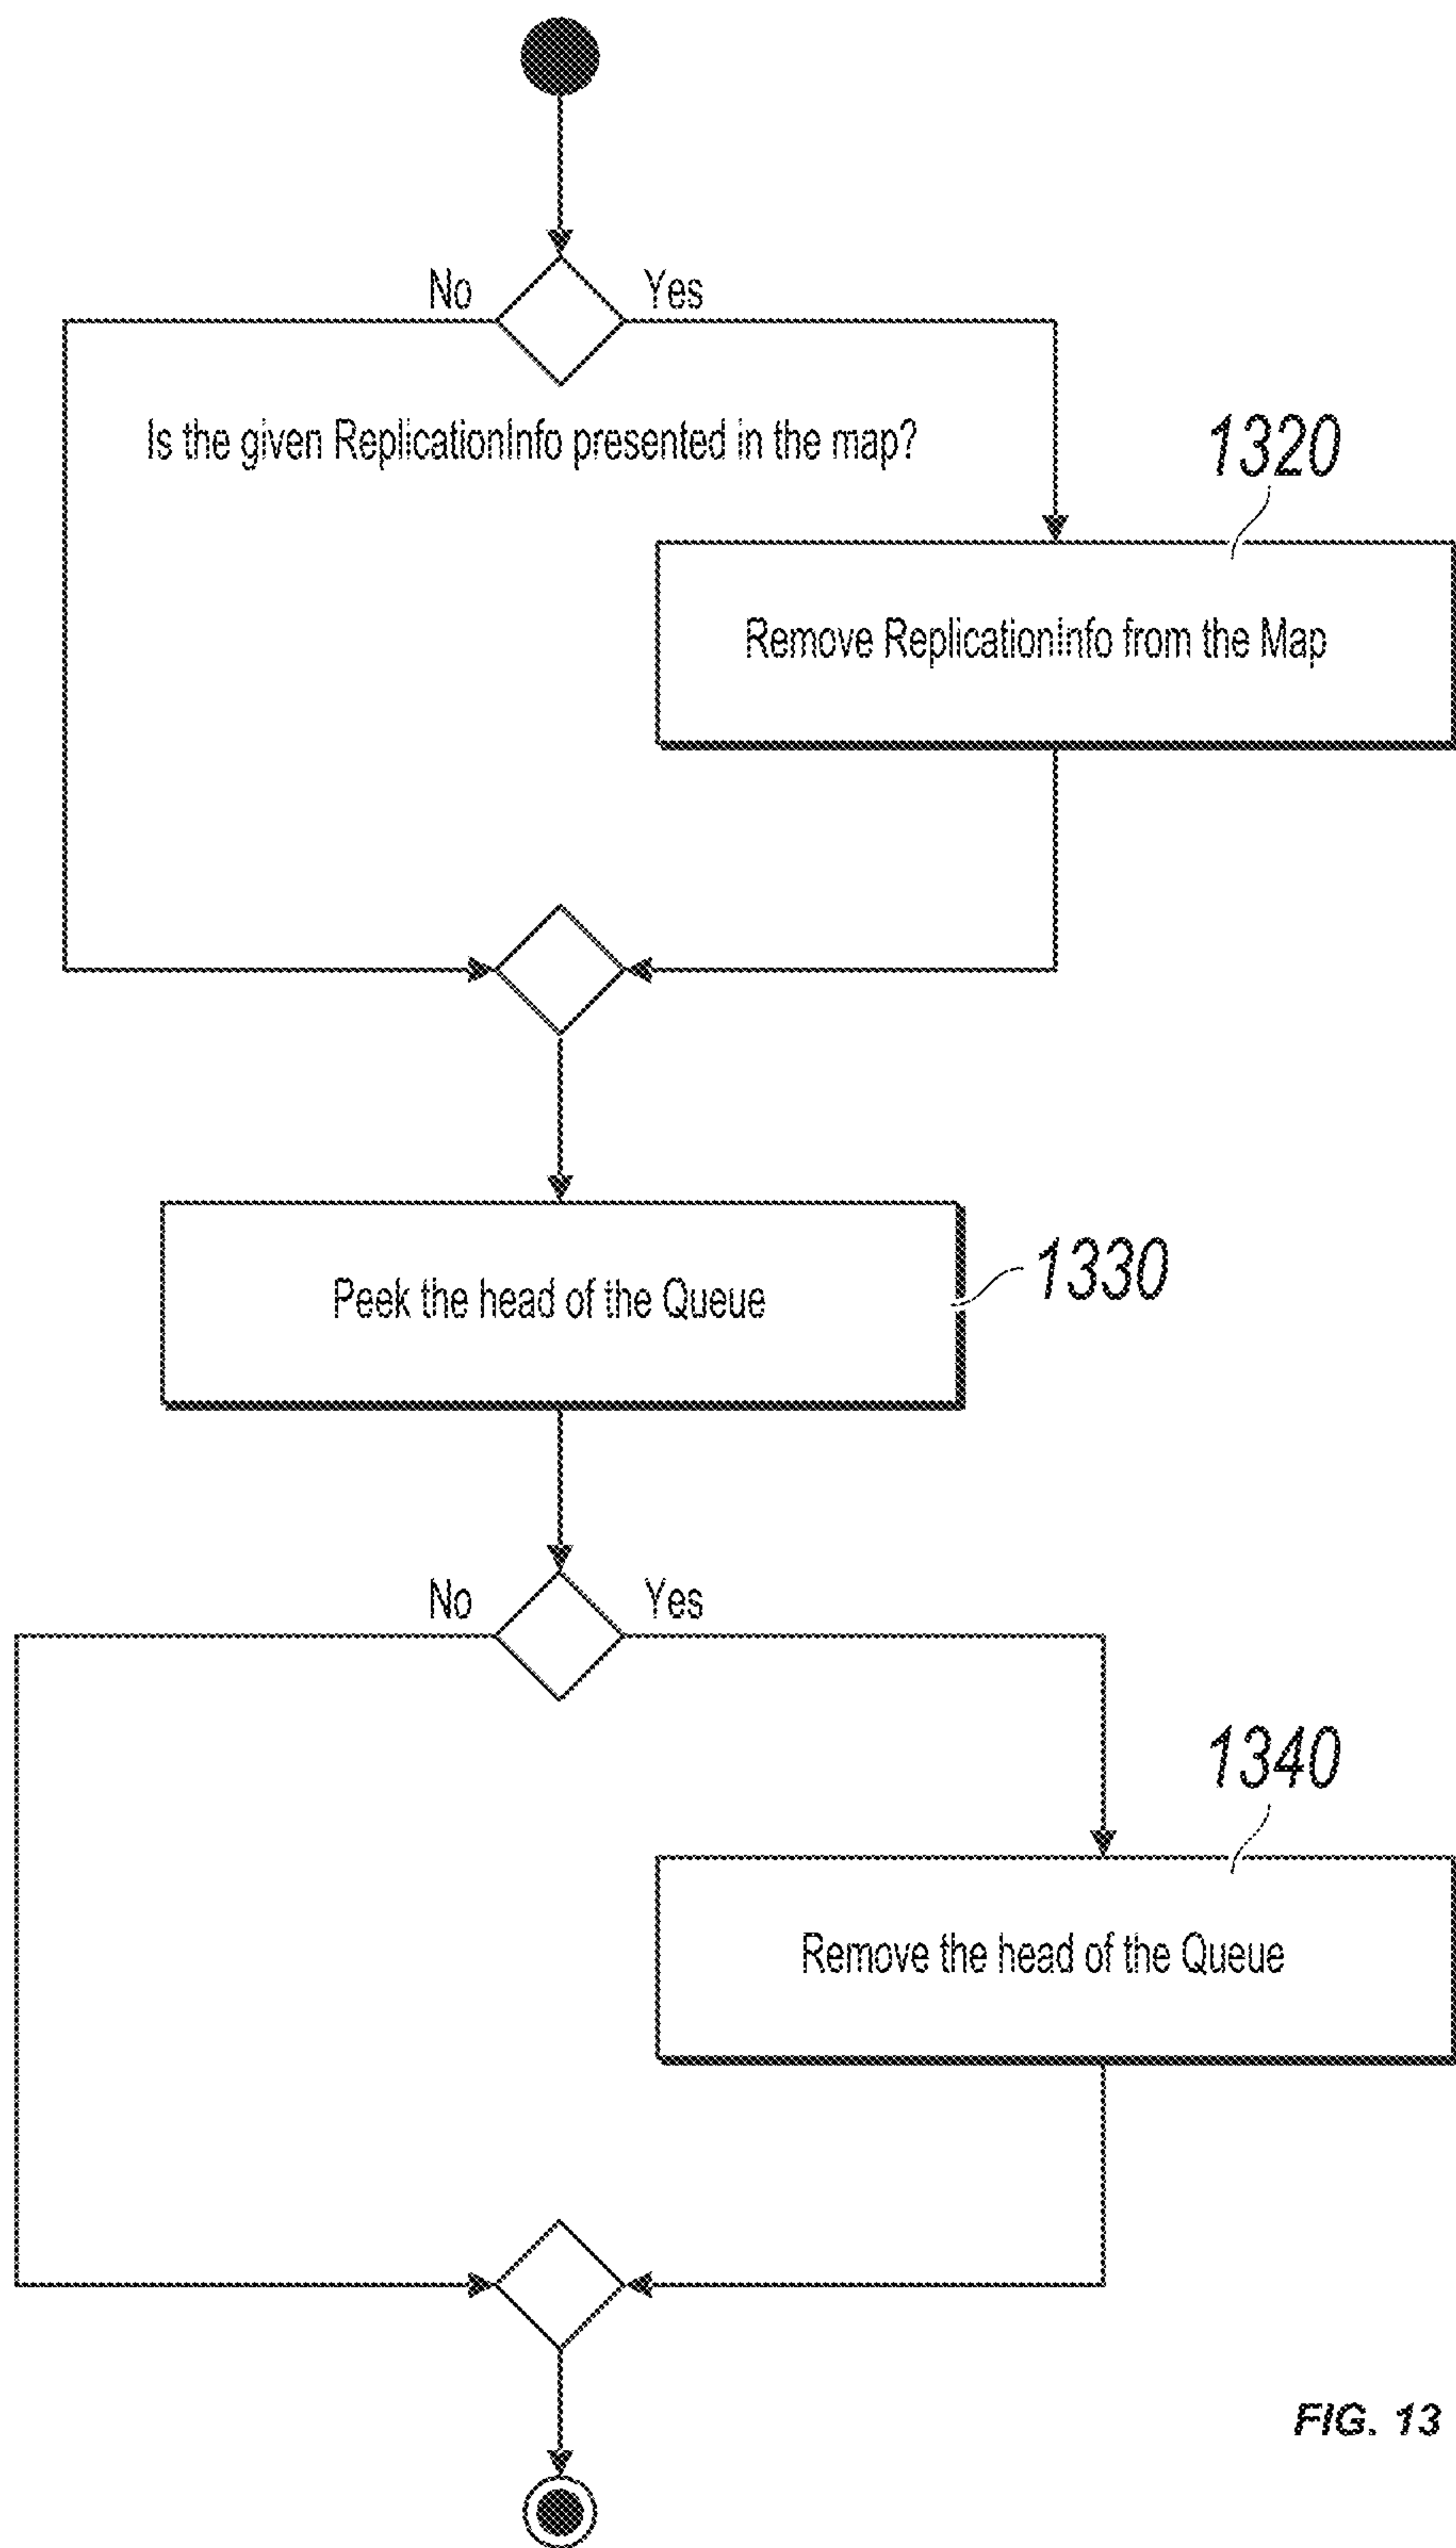 No Yes
Is the given ReplicationInfo presented in the map?
1320
Remove ReplicationInfo from the Map
Peek the head of the Queue
1330
No Yes
1340
Remove the head of the Queue
FIG. 13